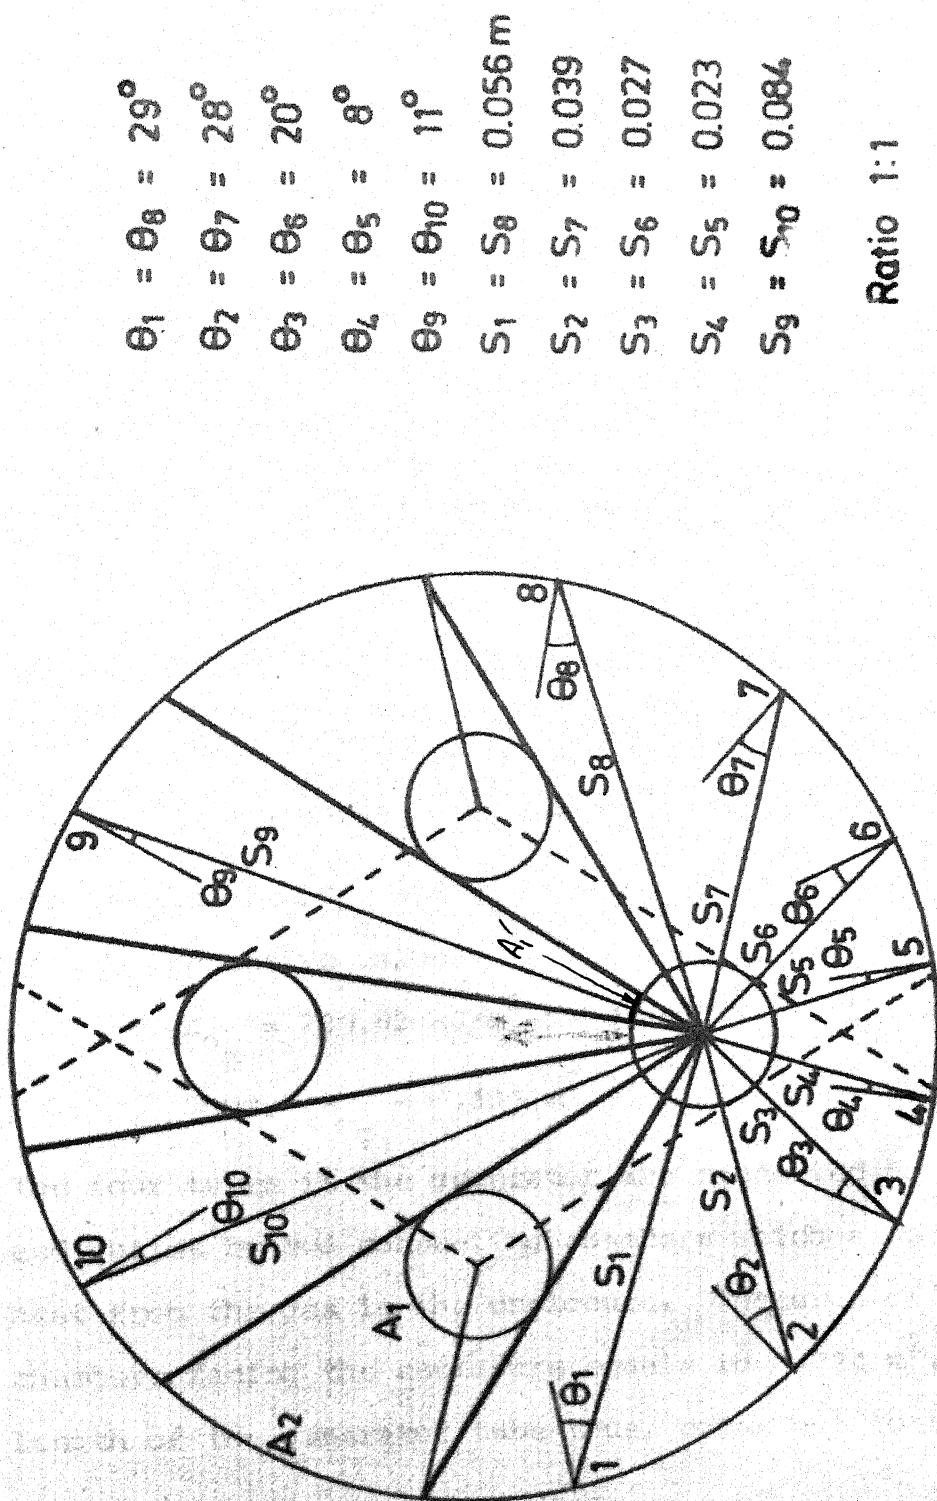 θ₁ = θ₈ = 29°
θ₂ = θ₇ = 28°
θ₃ = θ₆ = 20°
θ₄ = θ₅ = 8°
θ₉ = θ₁₀ = 11°
S₁ = S₈ = 0.056 m
S₂ = S₇ = 0.039
S₃ = S₆ = 0.027
S₄ = S₅ = 0.023
S₉ = S₁₀ = 0.084
Ratio 1:1
10
θ₁₀
S₁₀
9
θ₉
S₉
A₂
A₁
A₁′
1
θ₁
S₁
8
θ₈
S₈
2
θ₂
S₂
7
θ₇
S₇
3
θ₃
S₃
6
θ₆
S₆
4
θ₄
S₄
5
θ₅
S₅